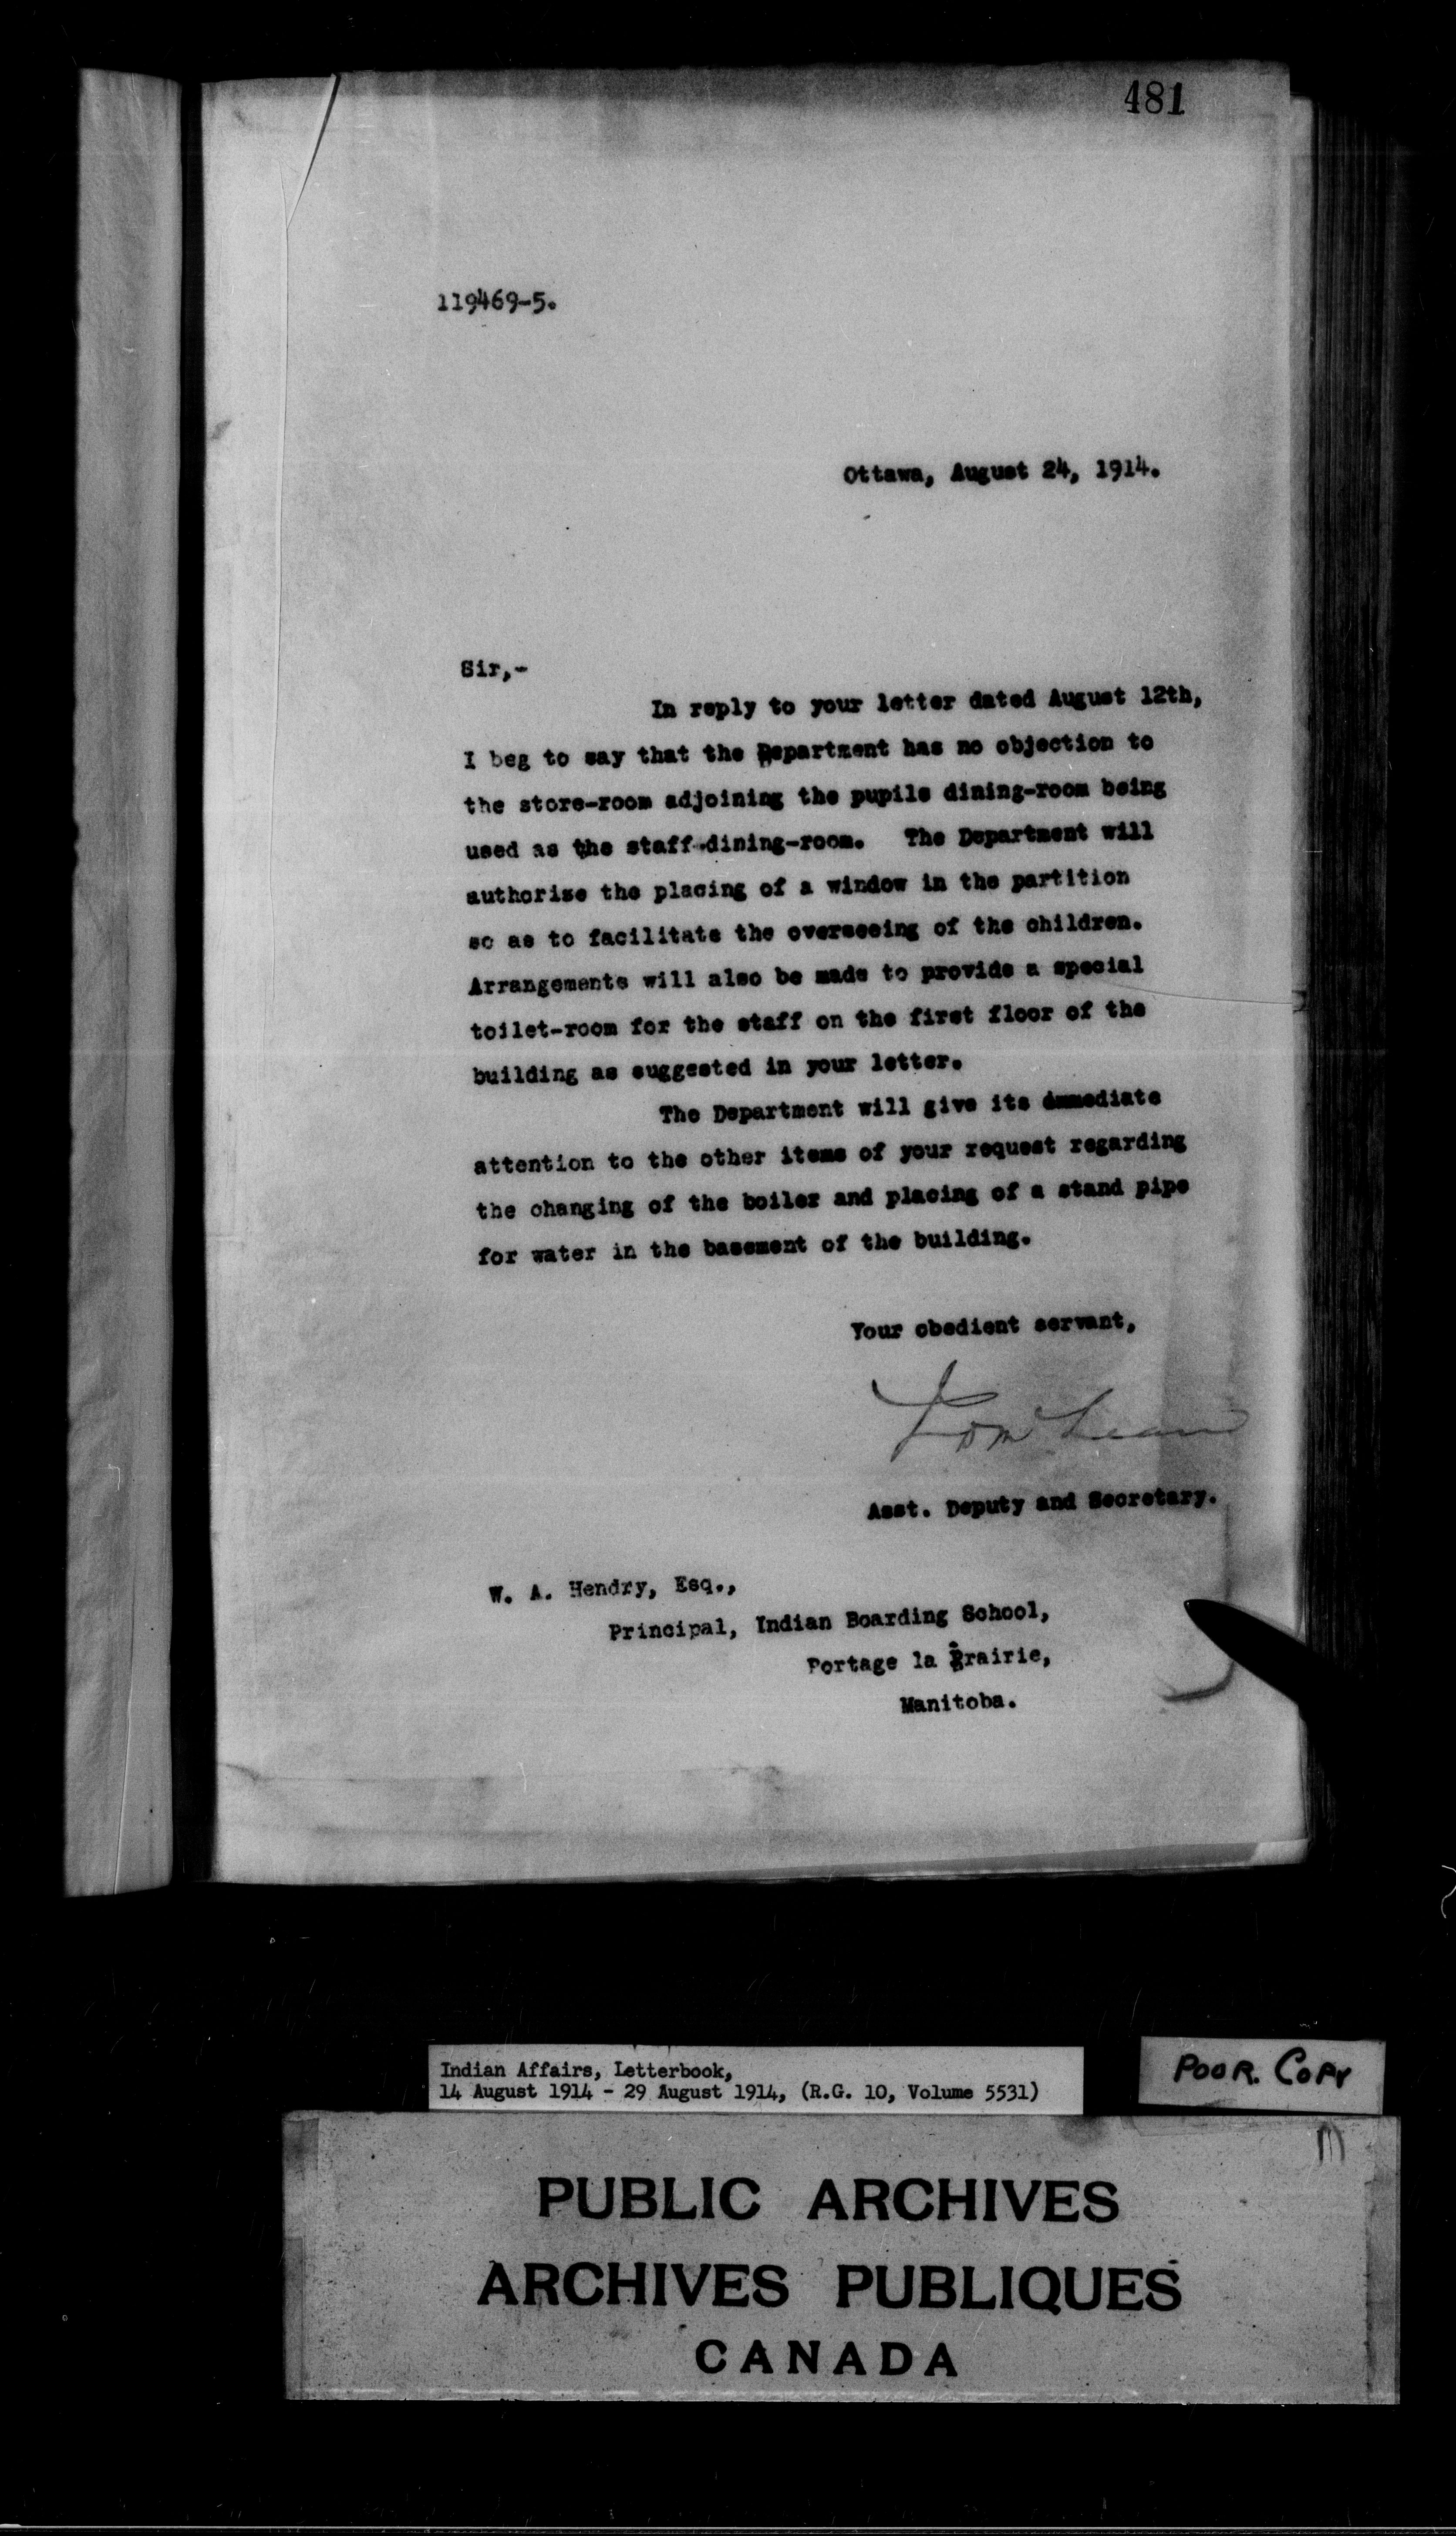 481
119469-5.
Ottawa, August 24, 1914.
Sir,-
In reply to your letter dated August 12th,
I beg to say that the Department has no objection to
the store-room adjoining the pupils dining-room being
used as the staff dining-room. The Department will
authorize the placing of a window in the partition
so as to facilitate the overseeing of the children.
Arrangements will also be made to provide a special
toilet-room for the staff on the first floor of the
building as suggested in your letter.
The Department will give its immediate
attention to the other items of your request regarding
the changing of the boiler and placing of a stand pipe
for water in the basement of the building.
Your obedient servant,
Asst. Deputy and Secretary.
W. A. Hendry, Esq.,
Principal, Indian Boarding School,
Portage la Prairie,
Manitoba.
Indian Affairs, Letterbook,
14 August 1914 - 29 August 1914, (R.G. 10, Volume 5531)
POOR. COPY
PUBLIC ARCHIVES
ARCHIVES PUBLIQUES
CANADA